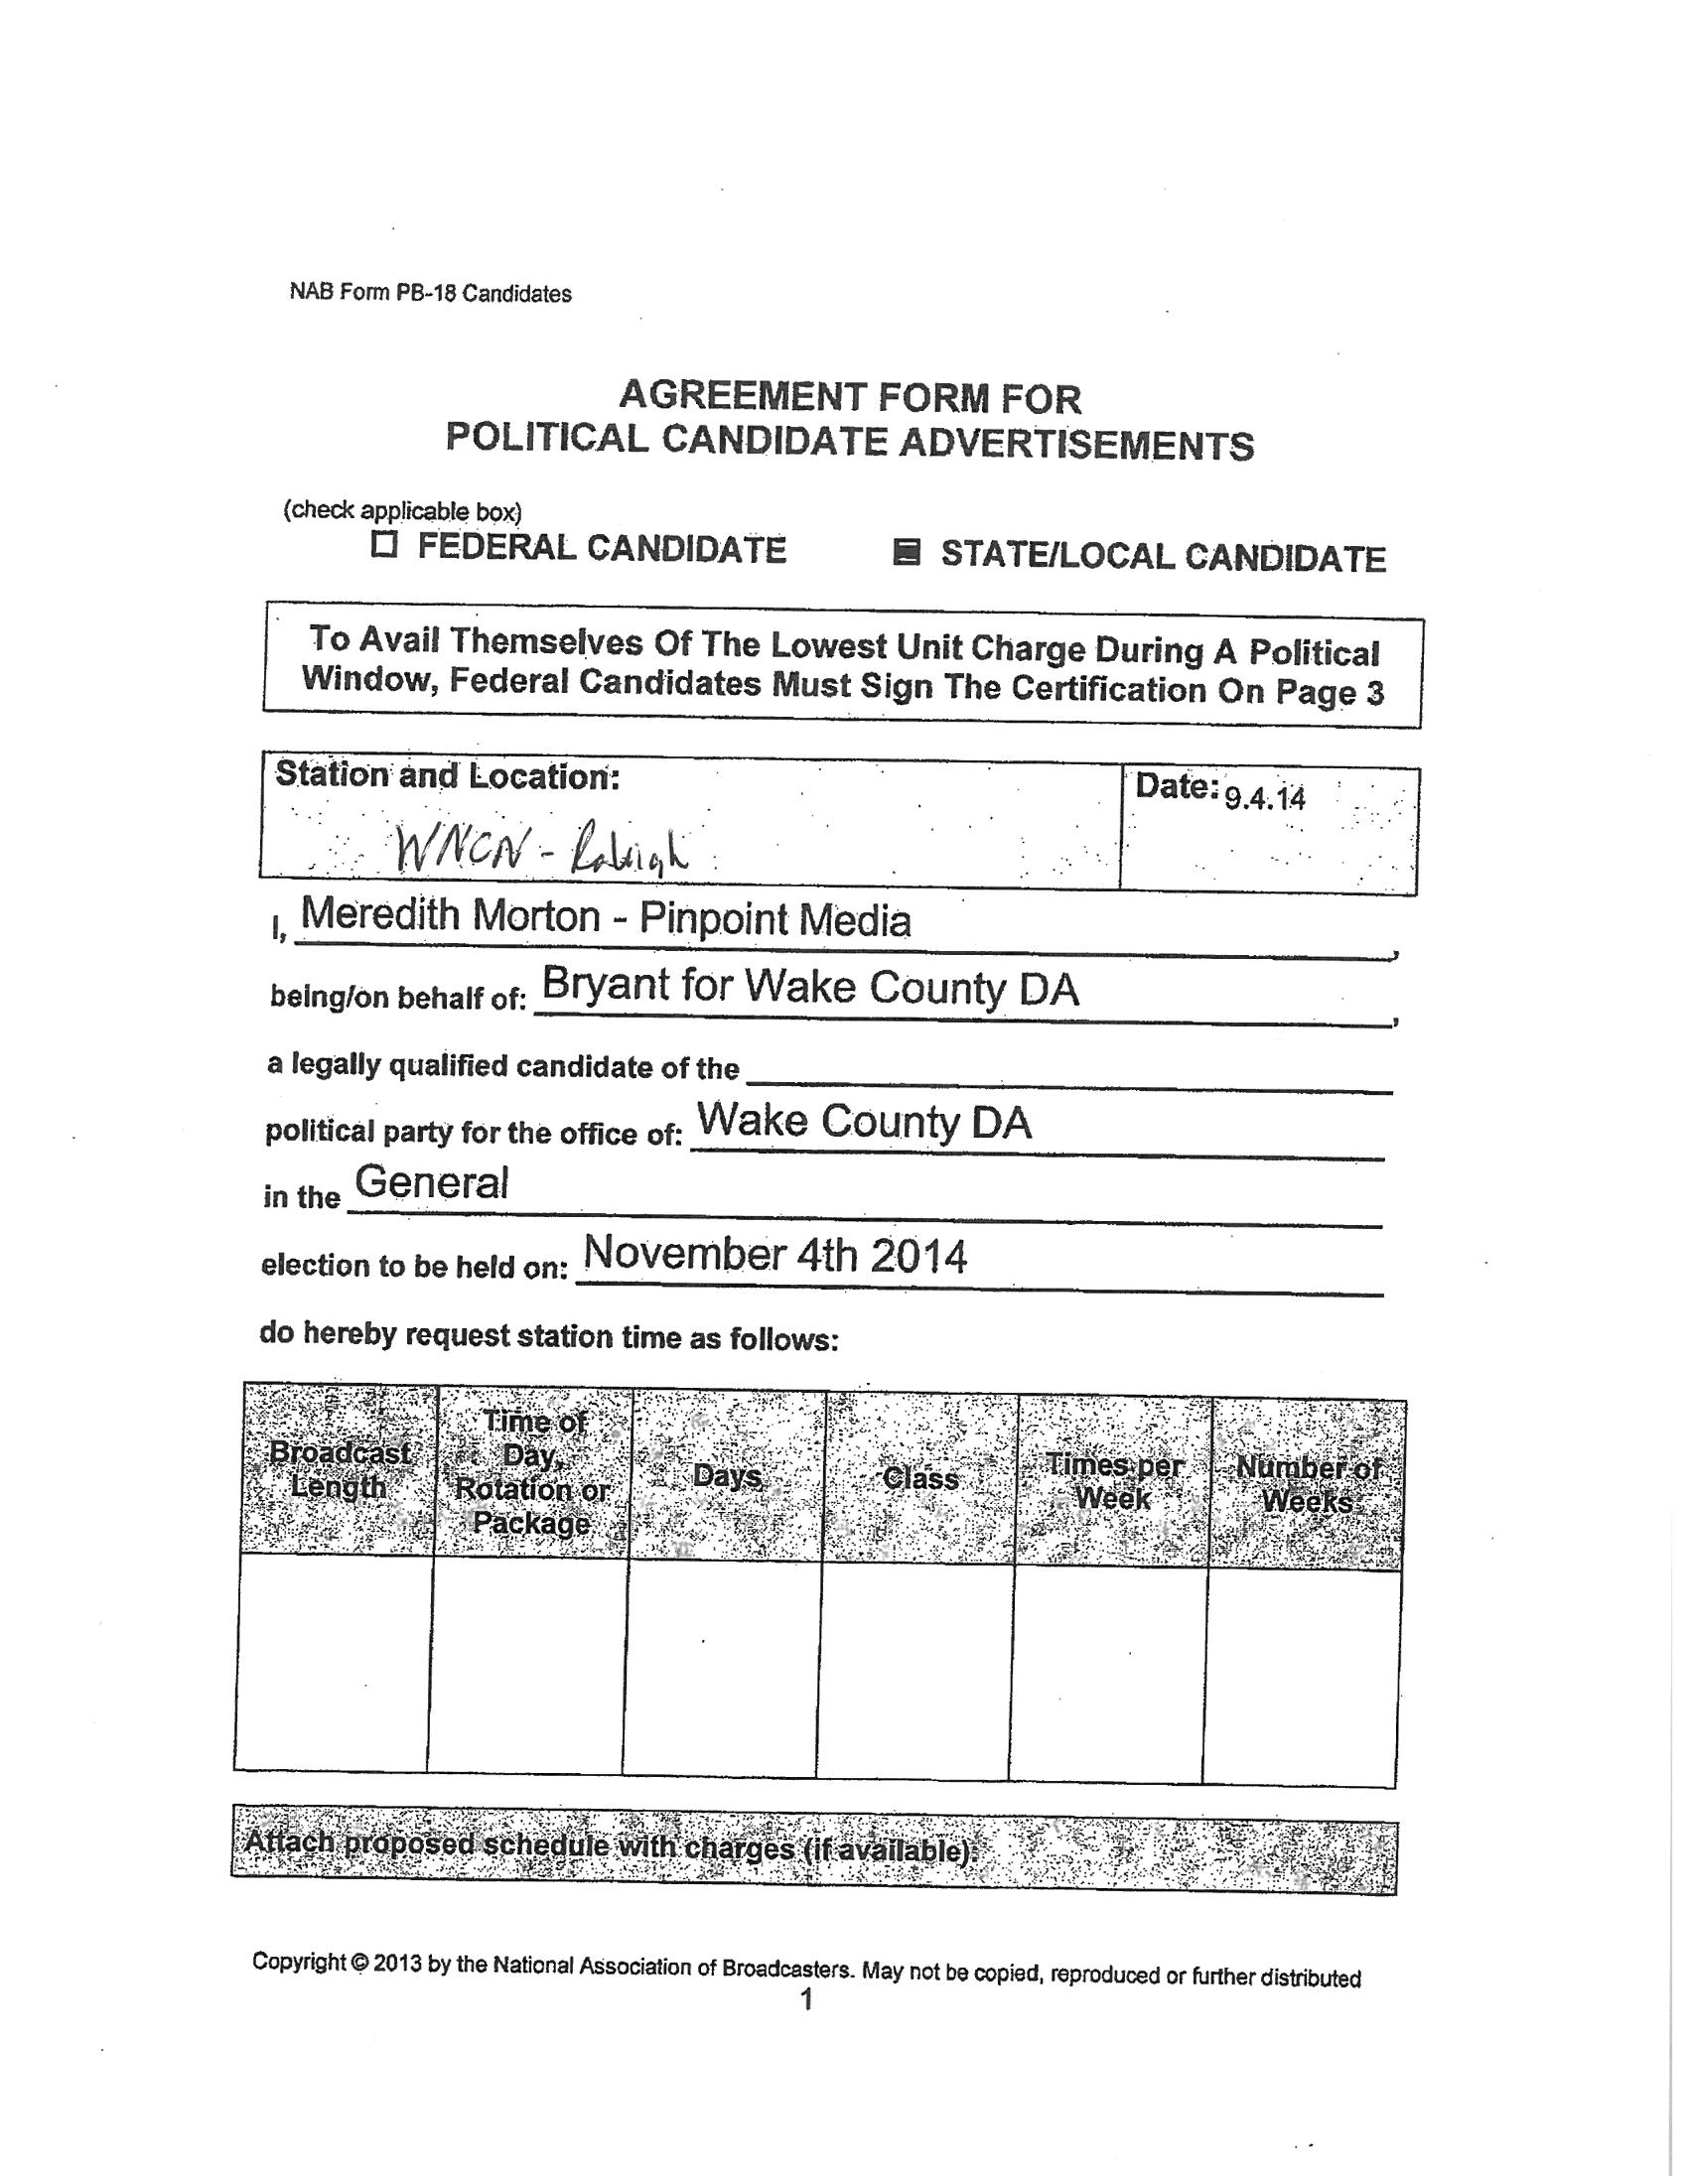 NAB Form PB-18 Candidates
AGREEMENT FORM FOR
POLITICAL CANDIDATE ADVERTISEMENTS
(check applicable box)
☐ FEDERAL CANDIDATE ☒ STATE/LOCAL CANDIDATE
To Avail Themselves Of The Lowest Unit Charge During A Political
Window, Federal Candidates Must Sign The Certification On Page 3
Station and Location: Date: 9.4.14
WNCN - Raleigh
I, Meredith Morton - Pinpoint Media,
being/on behalf of: Bryant for Wake County DA,
a legally qualified candidate of the
political party for the office of: Wake County DA
in the General
election to be held on: November 4th 2014
do hereby request station time as follows:
Broadcast Length
Time of Day, Rotation or Package
Days
Class
Times per Week
Number of Weeks
Attach proposed schedule with charges (if available):
Copyright © 2013 by the National Association of Broadcasters. May not be copied, reproduced or further distributed
1